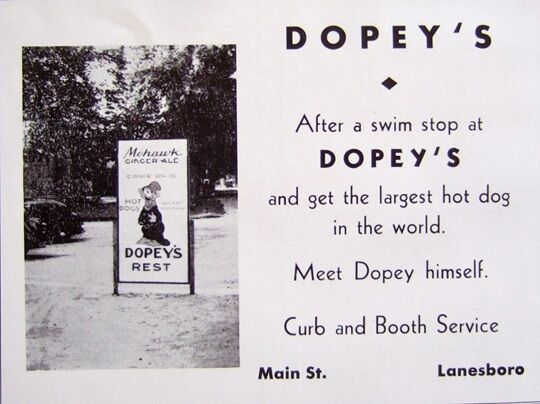 DOPEY'S
After a swim stop at
DOPEY'S
and get the largest hot dog
in the world.
Meet Dopey himself.
Curb and Booth Service
Main St. Lanesboro
Mohawk
GINGER ALE
COME ON IN
HOT
DOGS
DOPEY'S
REST